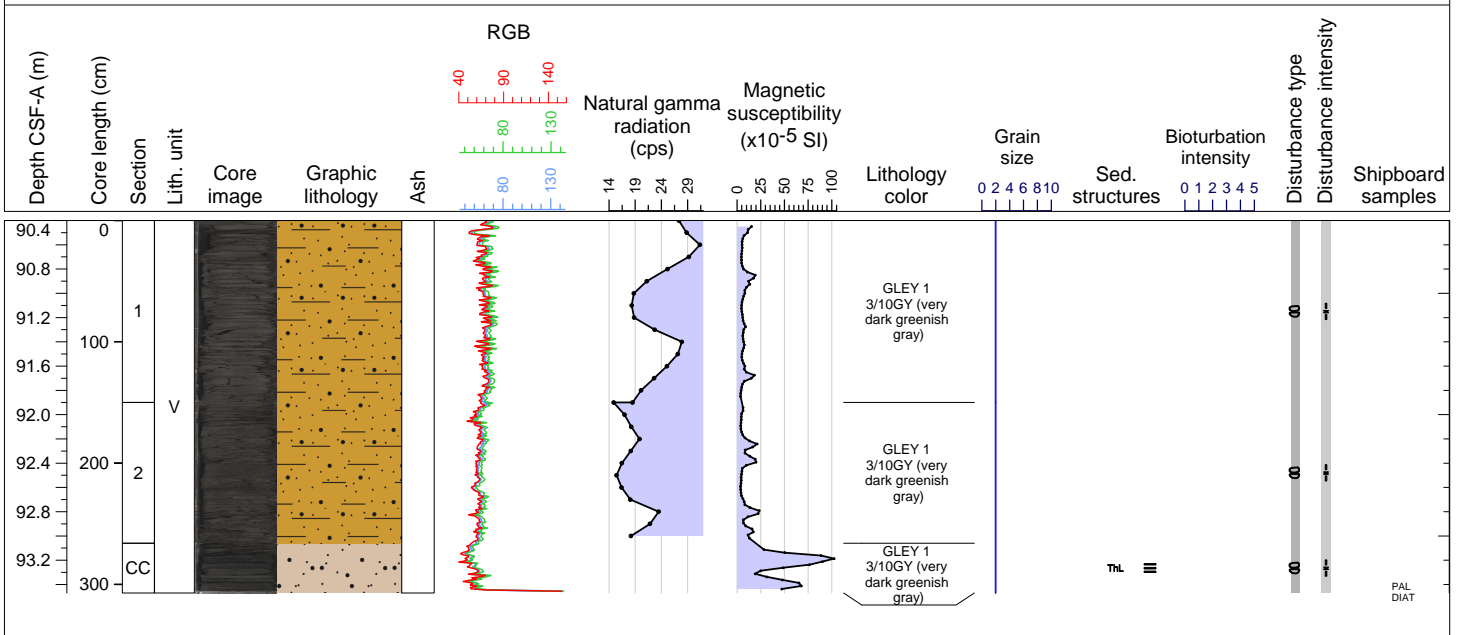 RGB
40 90 140
80 130
80 130
Depth CSF-A (m)
Core length (cm)
Section
Lith. unit
Core
image
Graphic
lithology
Ash
Natural gamma
radiation
(cps)
14 19 24 29
Magnetic
susceptibility
(x10-5 SI)
0 25 50 75 100
Lithology
color
Grain
size
0 2 4 6 8 10
Sed.
structures
Bioturbation
intensity
0 1 2 3 4 5
Disturbance type
Disturbance intensity
Shipboard
samples
90.4
90.8
91.2
91.6
92.0
92.4
92.8
93.2
0
100
200
300
1
2
CC
V
GLEY 1
3/10GY (very
dark greenish
gray)
GLEY 1
3/10GY (very
dark greenish
gray)
GLEY 1
3/10GY (very
dark greenish
gray)
ThL
PAL
DIAT